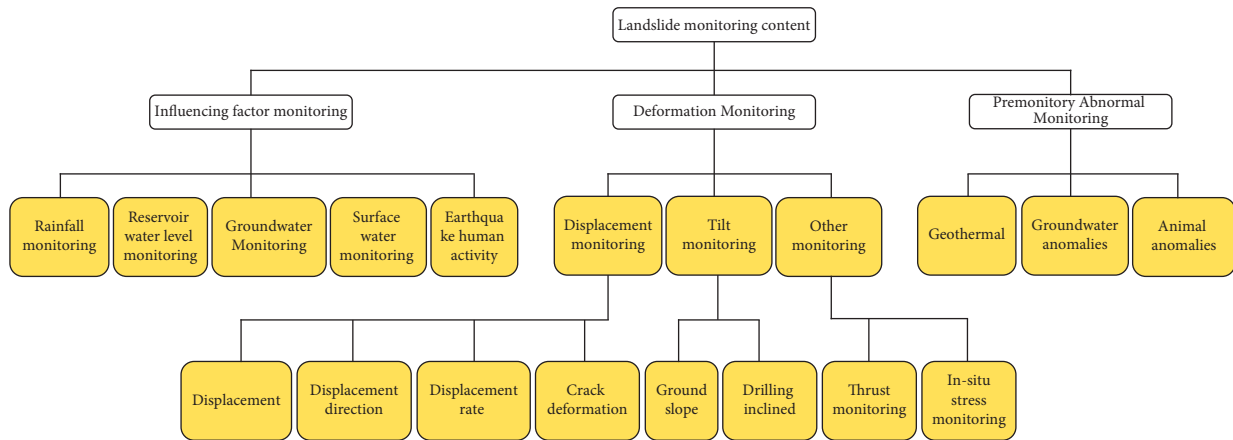 Landslide monitoring content
Influencing factor monitoring
Deformation Monitoring
Premonitory Abnormal
Monitoring
Rainfall
monitoring
Reservoir
water level
monitoring
Groundwater
Monitoring
Surface
water
monitoring
Earthqua
ke human
activity
Displacement
monitoring
Tilt
monitoring
Other
monitoring
Geothermal
Groundwater
anomalies
Animal
anomalies
Displacement
Displacement
direction
Displacement
rate
Crack
deformation
Ground
slope
Drilling
inclined
Thrust
monitoring
In-situ
stress
monitoring